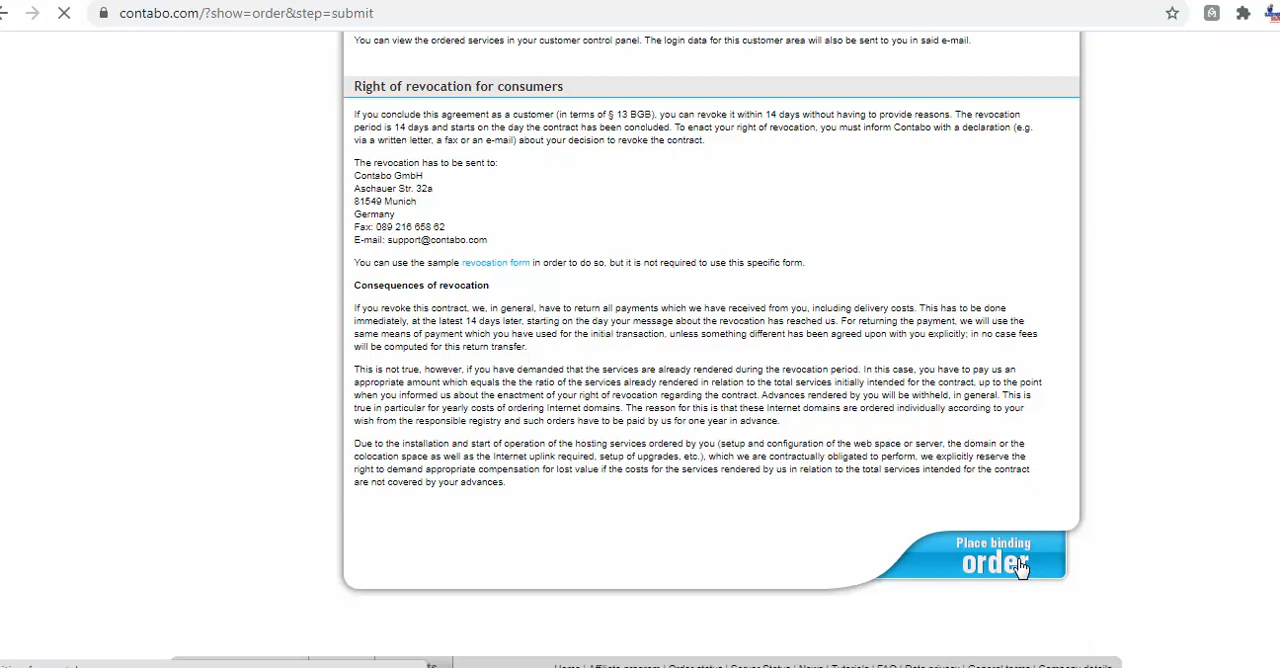 contabo.com/?show=order&step=submit
You can view the ordered services in your customer control panel. The login data for this customer area will also be sent to you in said e-mail.
Right of revocation for consumers
If you conclude this agreement as a customer (in terms of § 13 BGB), you can revoke it within 14 days without having to provide reasons. The revocation
period is 14 days and starts on the day the contract has been concluded. To enact your right of revocation, you must inform Contabo with a declaration (e.g.
via a written letter, a fax or an e-mail) about your decision to revoke the contract.
The revocation has to be sent to:
Contabo GmbH
Aschauer Str. 32a
81549 Munich
Germany
Fax: 089 216 658 62
E-mail: support@contabo.com
You can use the sample revocation form in order to do so, but it is not required to use this specific form.
Consequences of revocation
If you revoke this contract, we, in general, have to return all payments which we have received from you, including delivery costs. This has to be done
immediately, at the latest 14 days later, starting on the day your message about the revocation has reached us. For returning the payment, we will use the
same means of payment which you have used for the initial transaction, unless something different has been agreed upon with you explicitly; in no case fees
will be computed for this return transfer.
This is not true, however, if you have demanded that the services are already rendered during the revocation period. In this case, you have to pay us an
appropriate amount which equals the the ratio of the services already rendered in relation to the total services initially intended for the contract, up to the point
when you informed us about the enactment of your right of revocation regarding the contract. Advances rendered by you will be withheld, in general. This is
true in particular for yearly costs of ordering Internet domains. The reason for this is that these Internet domains are ordered individually according to your
wish from the responsible registry and such orders have to be paid by us for one year in advance.
Due to the installation and start of operation of the hosting services ordered by you (setup and configuration of the web space or server, the domain or the
colocation space as well as the Internet uplink required, setup of upgrades, etc.), which we are contractually obligated to perform, we explicitly reserve the
right to demand appropriate compensation for lost value if the costs for the services rendered by us in relation to the total services intended for the contract
are not covered by your advances.
Place binding
order
Home | Affiliate program | Order status | Server Status | News | Tutorials | FAQ | Data privacy | General terms | Company details